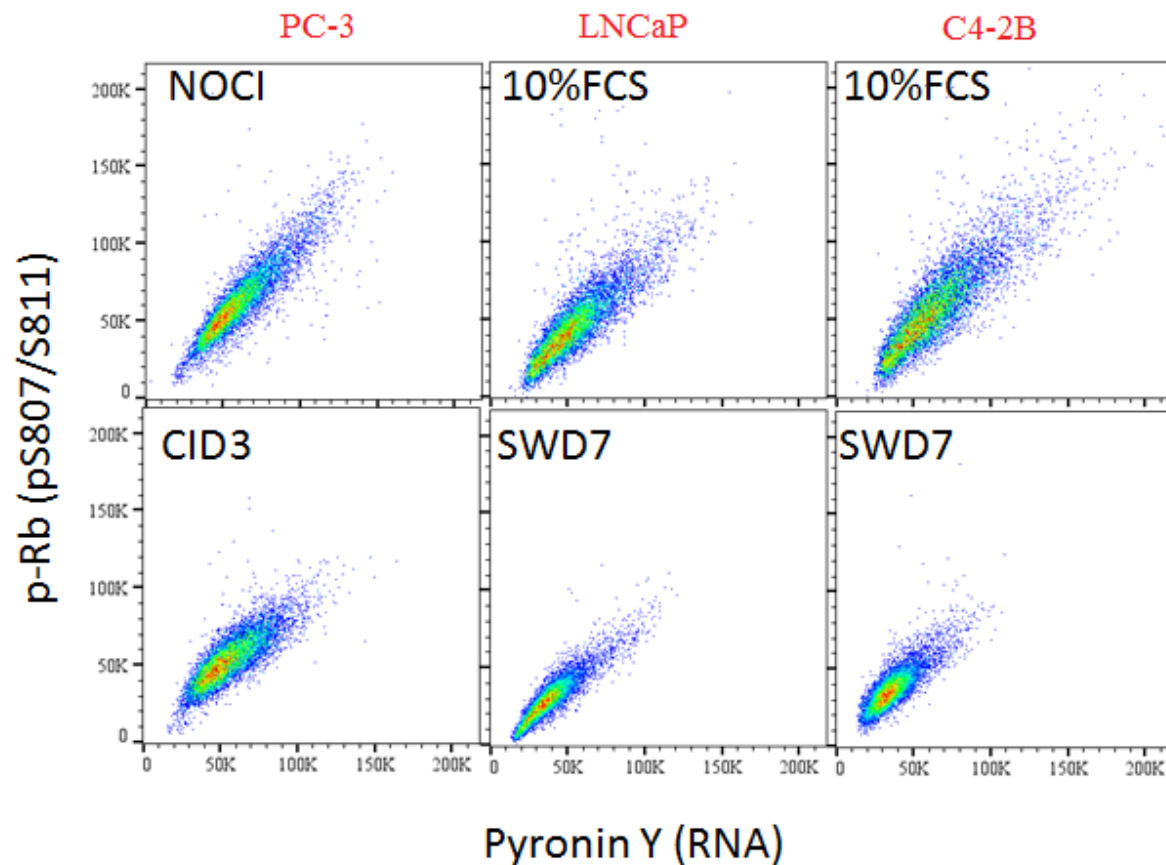 PC-3 LNCaP C4-2B
NOCI 10%FCS 10%FCS
200K
150K
100K
50K
0
CID3 SWD7 SWD7
200K
150K
100K
50K
0
0 50K 100K 150K 200K 0 50K 100K 150K 200K 0 50K 100K 150K 200K
p-Rb (pS807/S811)
Pyronin Y (RNA)